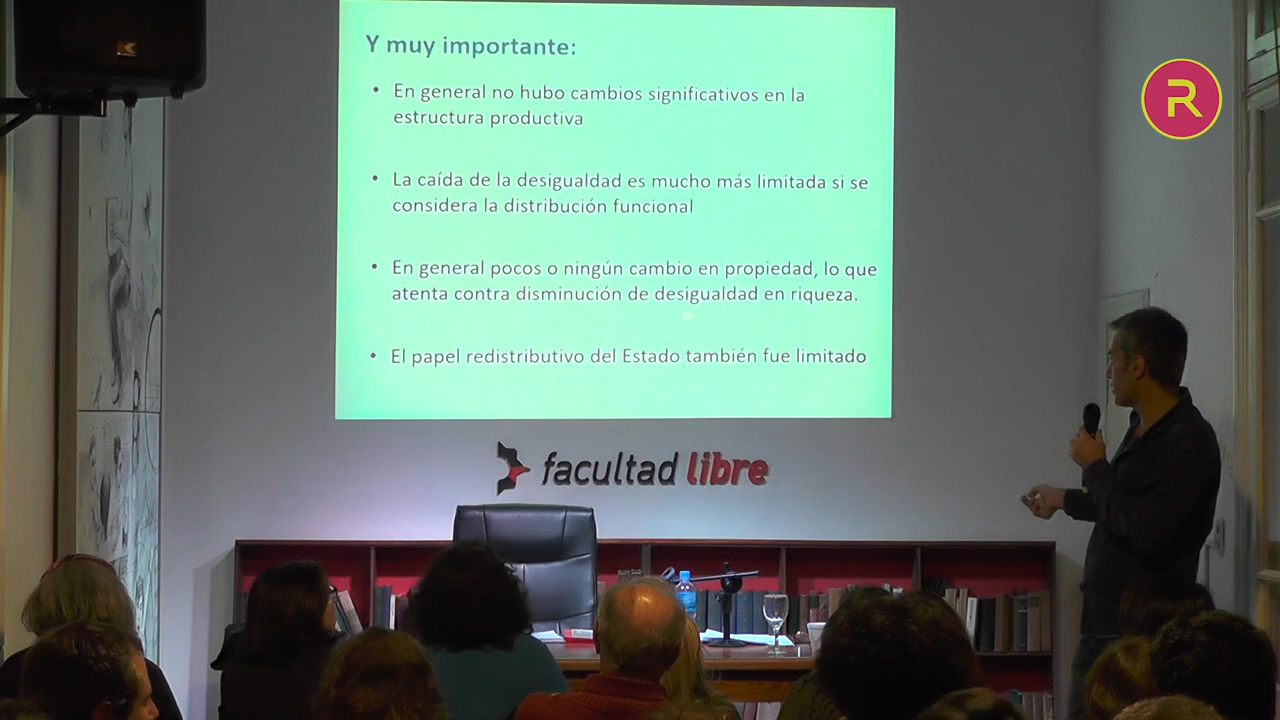 Y muy importante:
• En general no hubo cambios significativos en la
estructura productiva
• La caída de la desigualdad es mucho más limitada si se
considera la distribución funcional
• En general pocos o ningún cambio en propiedad, lo que
atenta contra disminución de desigualdad en riqueza.
• El papel redistributivo del Estado también fue limitado
R
facultad libre